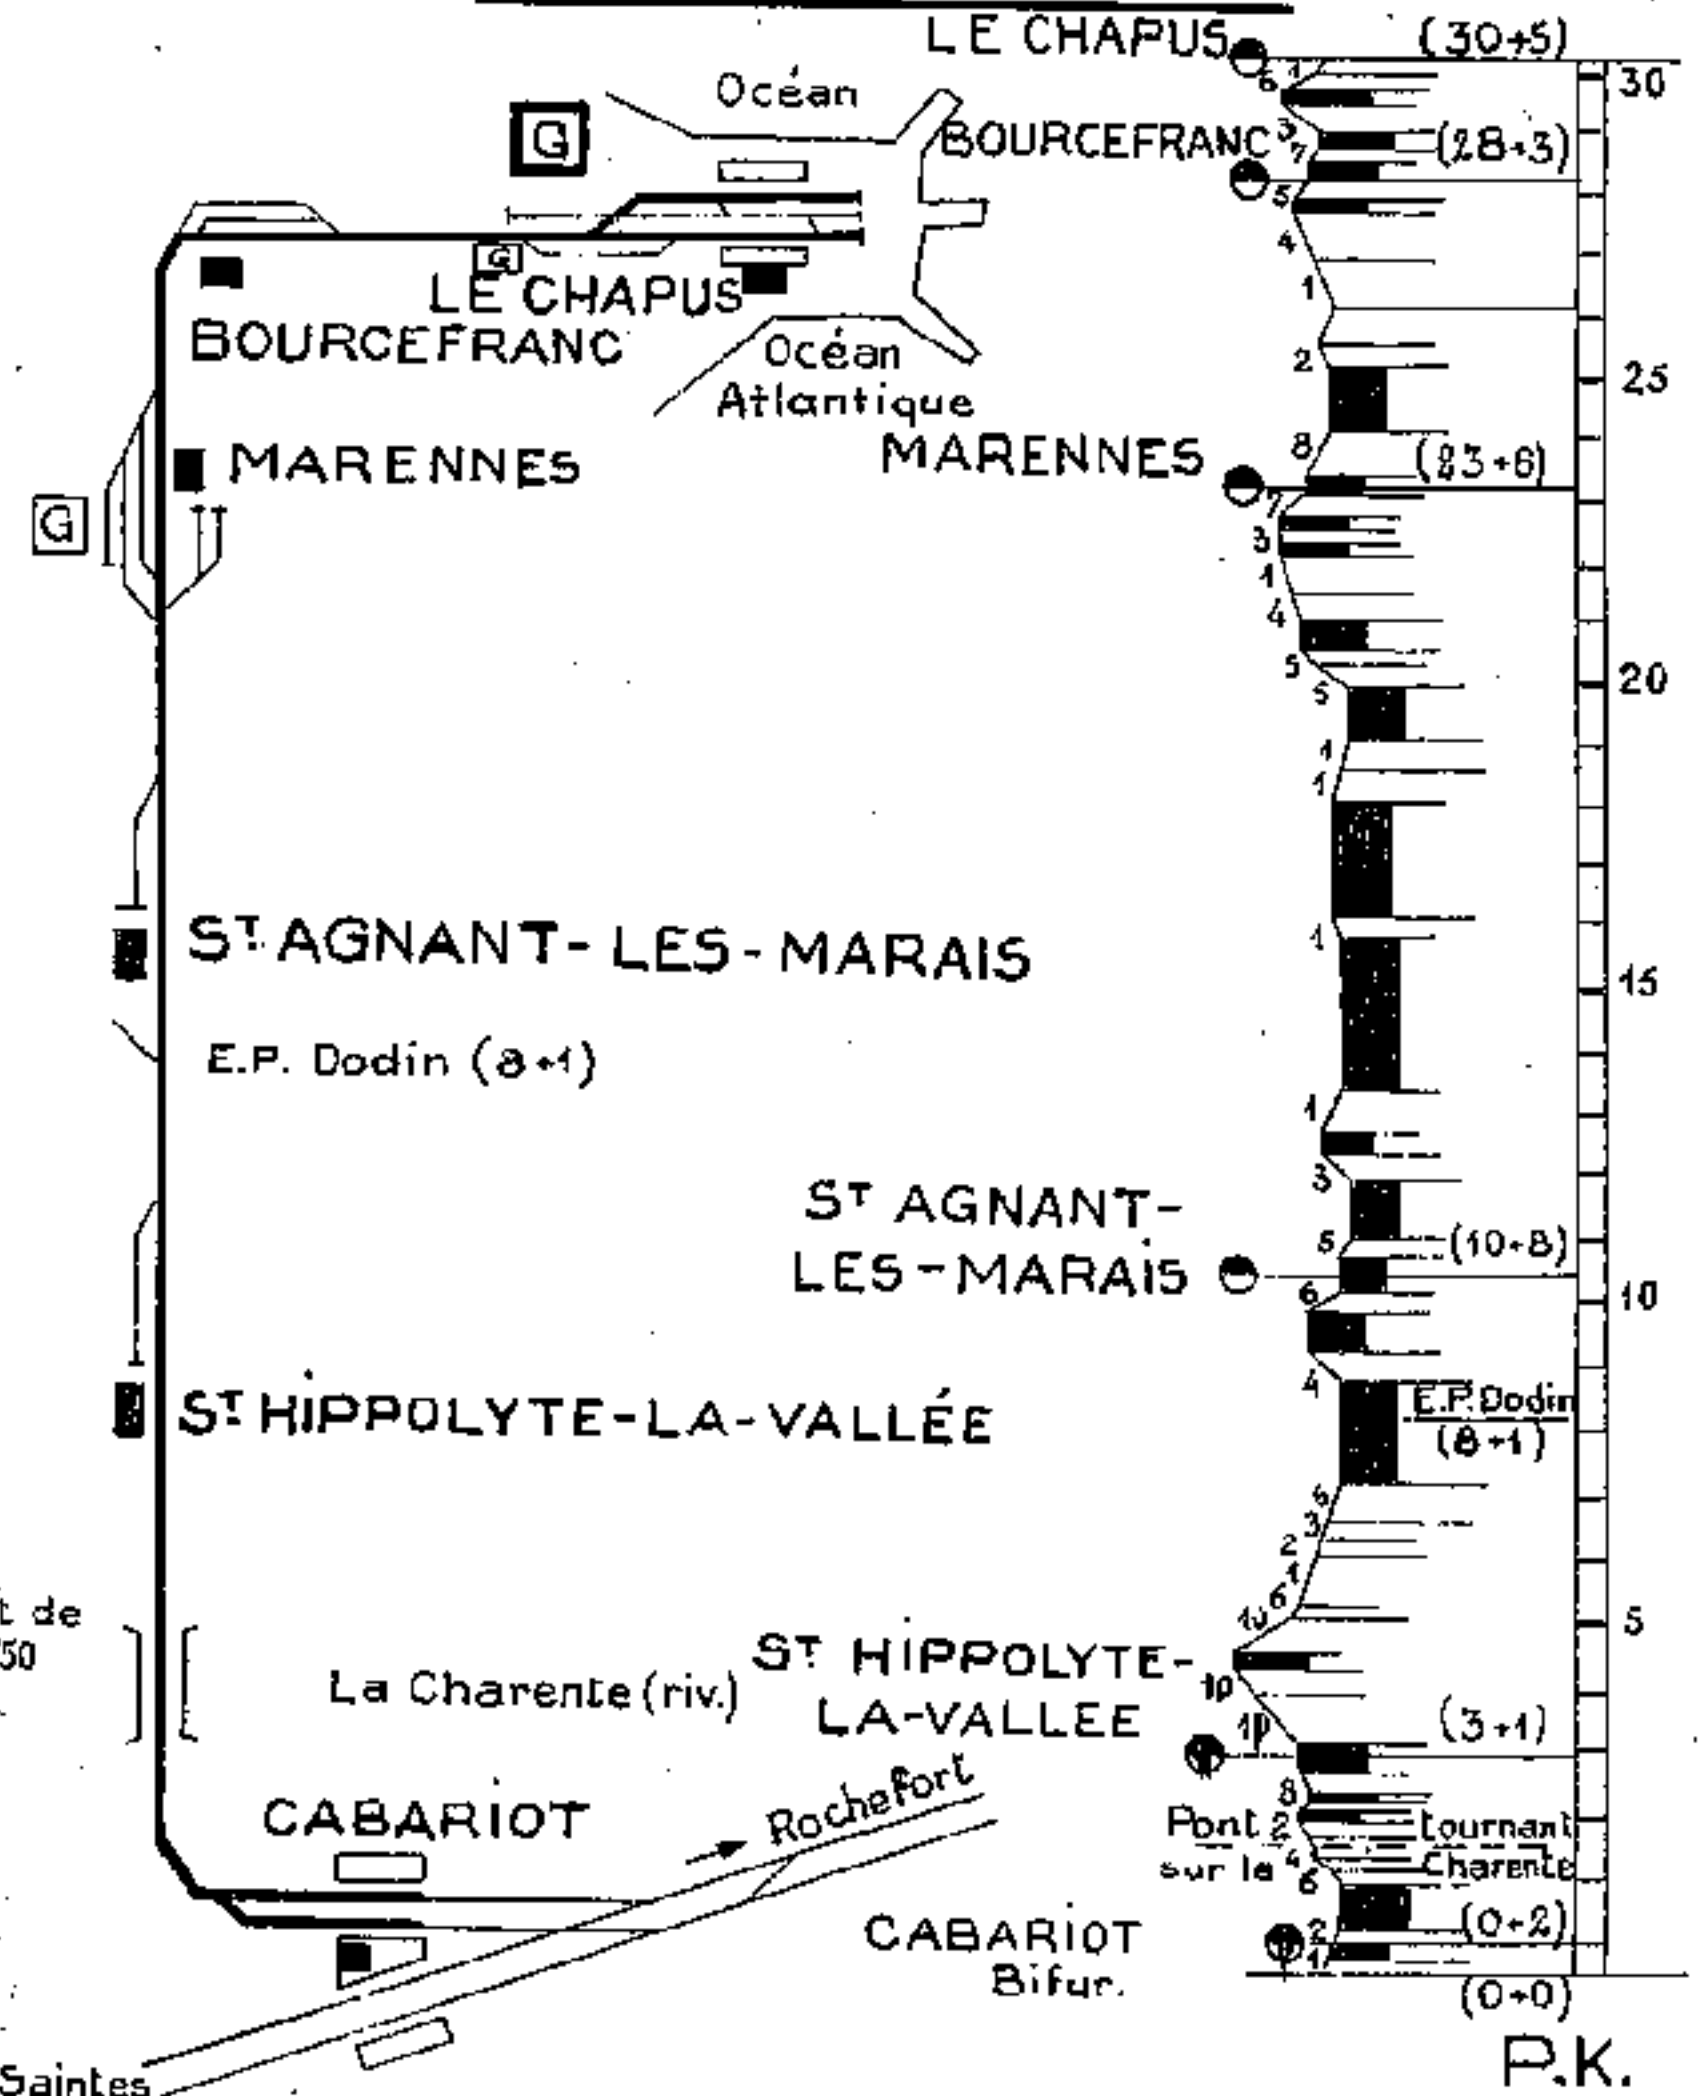 LE CHAPUS
(30+5)
30
Océan
G
BOURCEFRANC
(28+3)
G
LE CHAPUS
BOURCEFRANC
Océan
Atlantique
25
MARENNES
MARENNES
(23+6)
G
20
ST AGNANT-LES-MARAIS
15
E.P. Dodin (8+1)
ST AGNANT-
LES-MARAIS
(10+8)
10
ST HIPPOLYTE-LA-VALLÉE
E.P. Dodin
(8+1)
t de
50
5
La Charente (riv.)
ST HIPPOLYTE-
LA-VALLEE
(3+1)
CABARIOT
Rochefort
Pont tournant
sur la Charente
CABARIOT
Bifur.
(0+2)
(0+0)
P.K.
Saintes